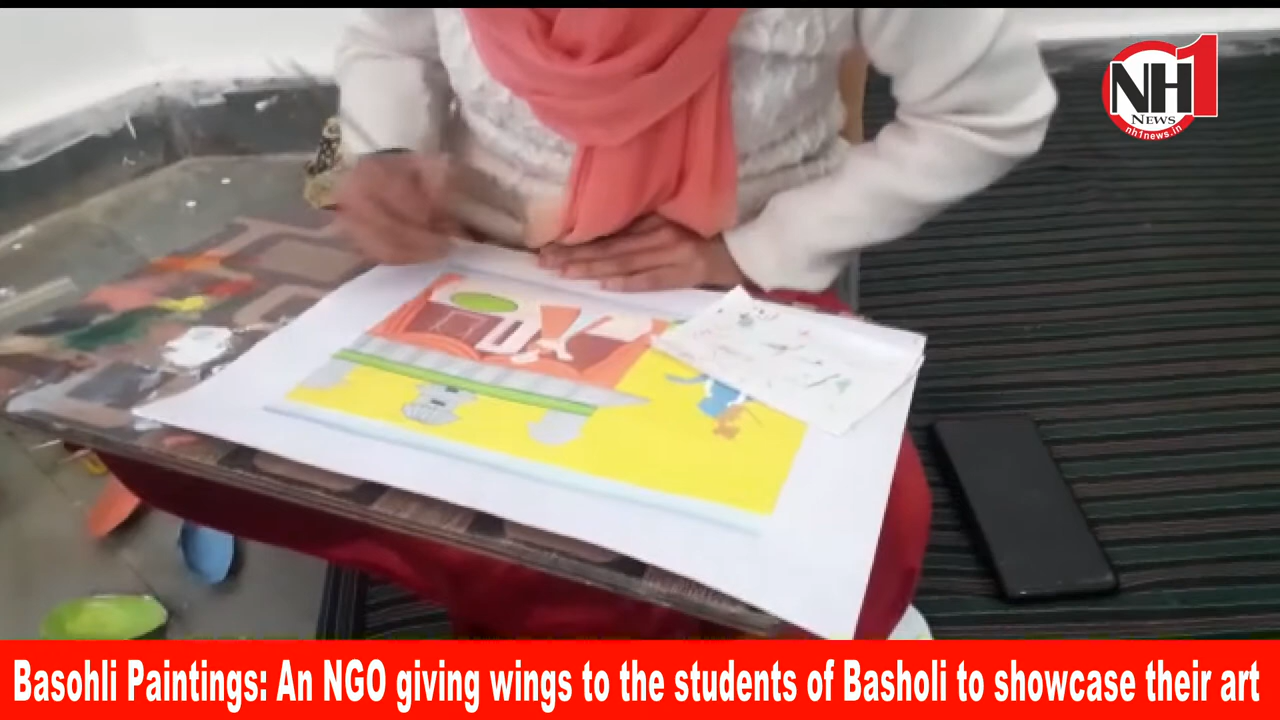 NH1
NEWS
nh1news.in
Basohli Paintings: An NGO giving wings to the students of Basholi to showcase their art